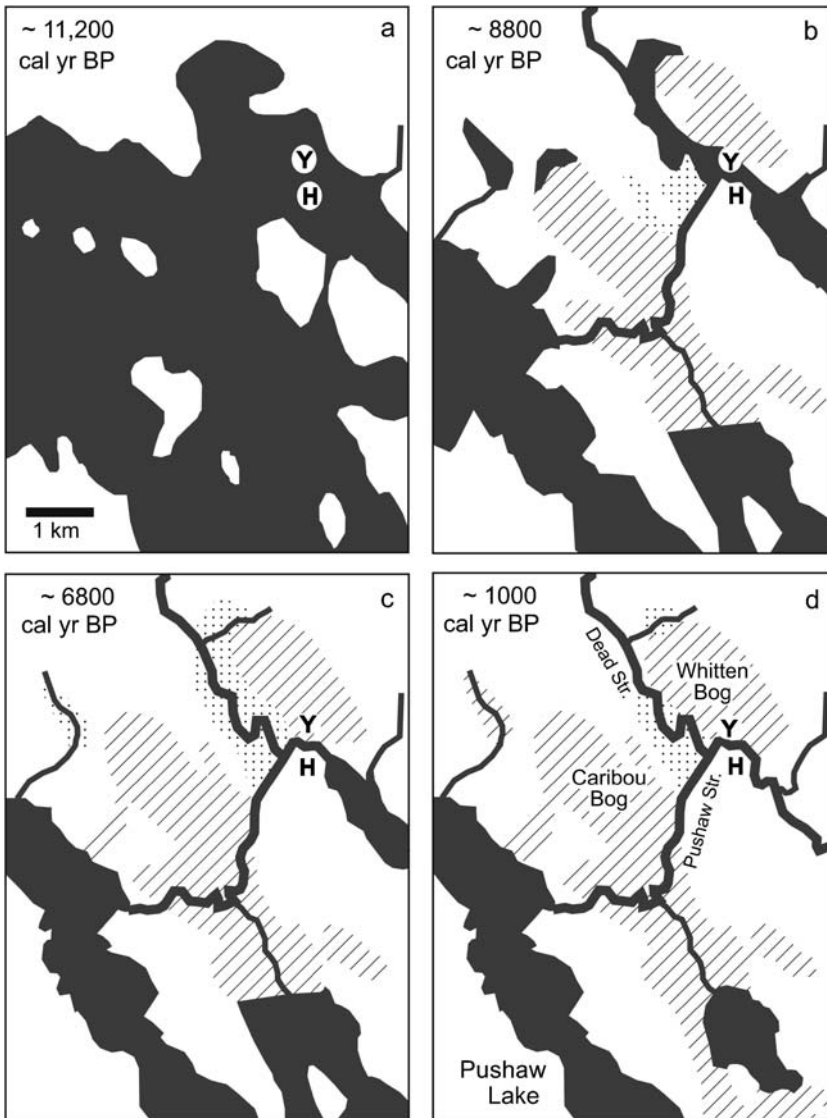 ~ 11,200
cal yr BP
a
Y
H
1 km
~ 8800
cal yr BP
b
Y
H
~ 6800
cal yr BP
c
Y
H
~ 1000
cal yr BP
d
Dead Str.
Whitten
Bog
Y
H
Caribou
Bog
Pushaw Str.
Pushaw
Lake